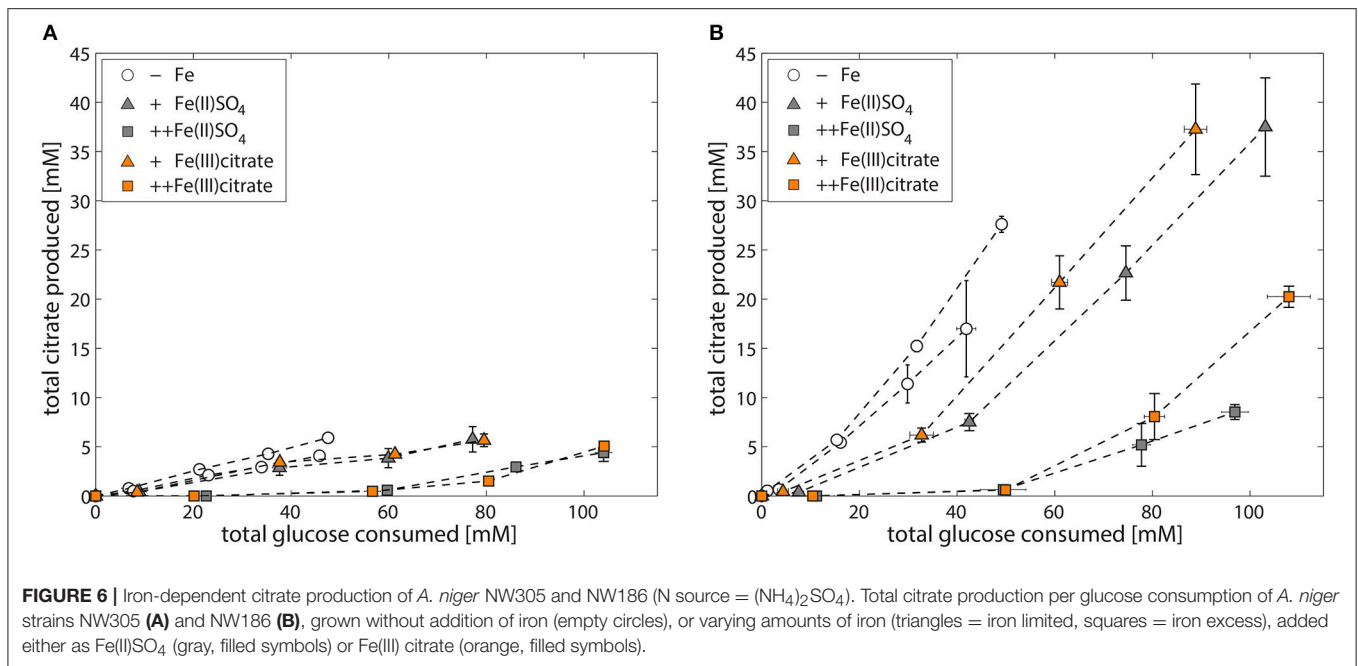 A
45
40
35
30
25
20
15
10
5
0
total citrate produced [mM]
− Fe
+ Fe(II)SO4
++Fe(II)SO4
+ Fe(III)citrate
++Fe(III)citrate
0 20 40 60 80 100
total glucose consumed [mM]
B
45
40
35
30
25
20
15
10
5
0
total citrate produced [mM]
− Fe
+ Fe(II)SO4
++Fe(II)SO4
+ Fe(III)citrate
++Fe(III)citrate
0 20 40 60 80 100
total glucose consumed [mM]
FIGURE 6 | Iron-dependent citrate production of A. niger NW305 and NW186 (N source = (NH4)2SO4). Total citrate production per glucose consumption of A. niger
strains NW305 (A) and NW186 (B), grown without addition of iron (empty circles), or varying amounts of iron (triangles = iron limited, squares = iron excess), added
either as Fe(II)SO4 (gray, filled symbols) or Fe(III) citrate (orange, filled symbols).